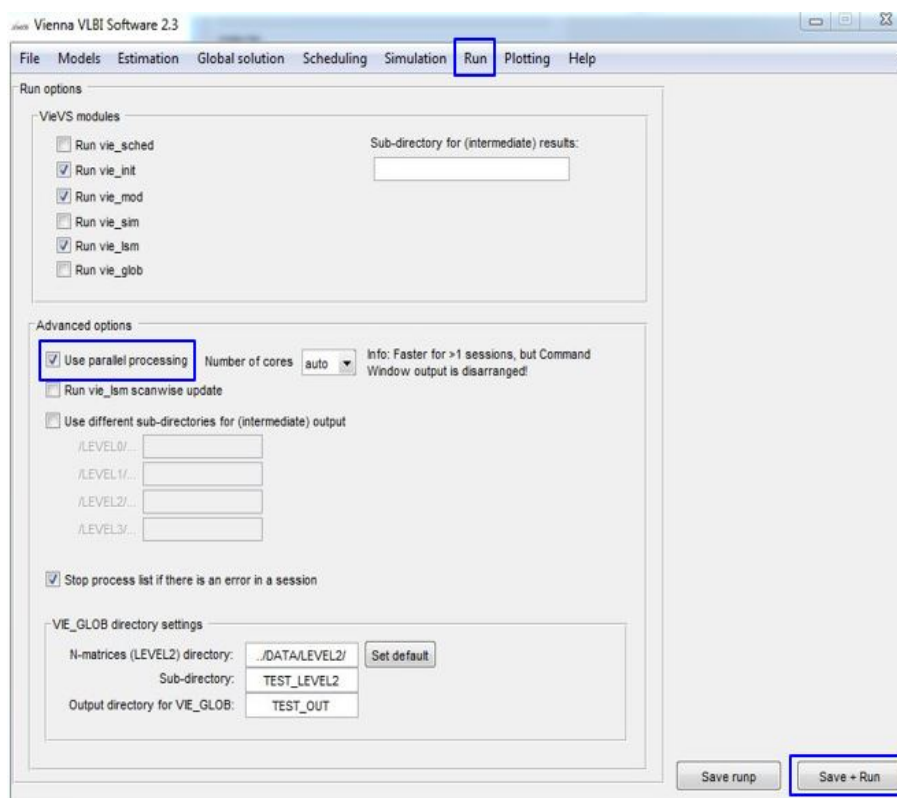 Vienna VLBI Software 2.3
File Models Estimation Global solution Scheduling Simulation Run Plotting Help
Run options
VieVS modules
Run vie_sched
Sub-directory for (intermediate) results:
Run vie_init
Run vie_mod
Run vie_sim
Run vie_lsm
Run vie_glob
Advanced options
Use parallel processing Number of cores auto Info: Faster for >1 sessions, but Command
Window output is disarranged!
Run vie_lsm scanwise update
Use different sub-directories for (intermediate) output
/LEVEL0/...
/LEVEL1/...
/LEVEL2/...
/LEVEL3/...
Stop process list if there is an error in a session
VIE_GLOB directory settings
N-matrices (LEVEL2) directory: ../DATA/LEVEL2/ Set default
Sub-directory: TEST_LEVEL2
Output directory for VIE_GLOB: TEST_OUT
Save runp Save + Run